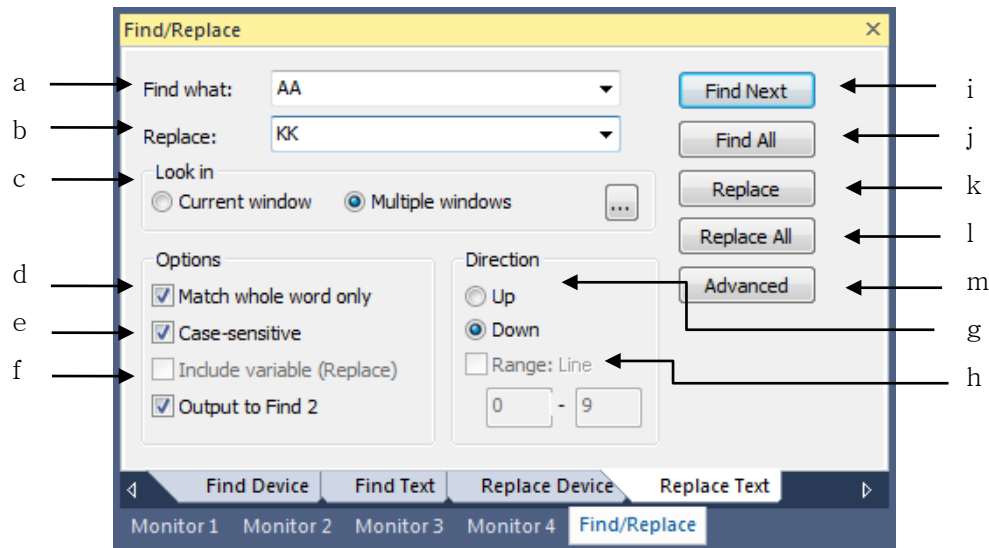 Find/Replace
a Find what: AA Find Next i
b Replace: KK Find All j
c Look in Replace k
Current window Multiple windows ...
Replace All l
Options Direction
d Match whole word only Up Advanced m
e Case-sensitive Down g
f Include variable (Replace) Range: Line h
Output to Find 2 0 - 9
Find Device Find Text Replace Device Replace Text
Monitor 1 Monitor 2 Monitor 3 Monitor 4 Find/Replace